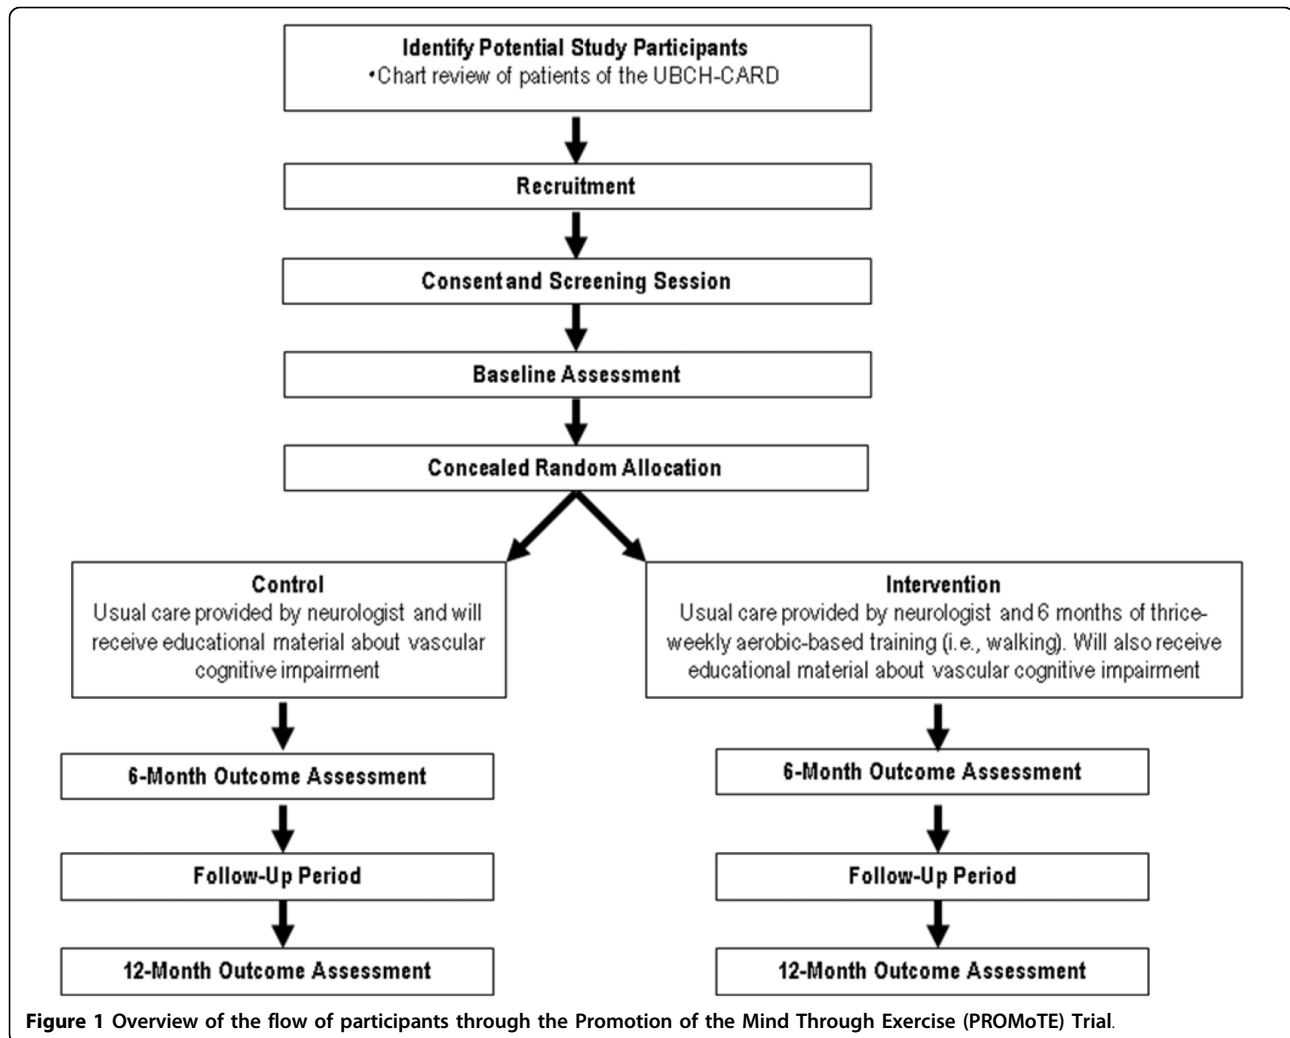 Identify Potential Study Participants
•Chart review of patients of the UBCH-CARD
Recruitment
Consent and Screening Session
Baseline Assessment
Concealed Random Allocation
Control
Usual care provided by neurologist and will
receive educational material about vascular
cognitive impairment
Intervention
Usual care provided by neurologist and 6 months of thrice-
weekly aerobic-based training (i.e., walking). Will also receive
educational material about vascular cognitive impairment
6-Month Outcome Assessment
Follow-Up Period
12-Month Outcome Assessment
6-Month Outcome Assessment
Follow-Up Period
12-Month Outcome Assessment
Figure 1 Overview of the flow of participants through the Promotion of the Mind Through Exercise (PROMoTE) Trial.